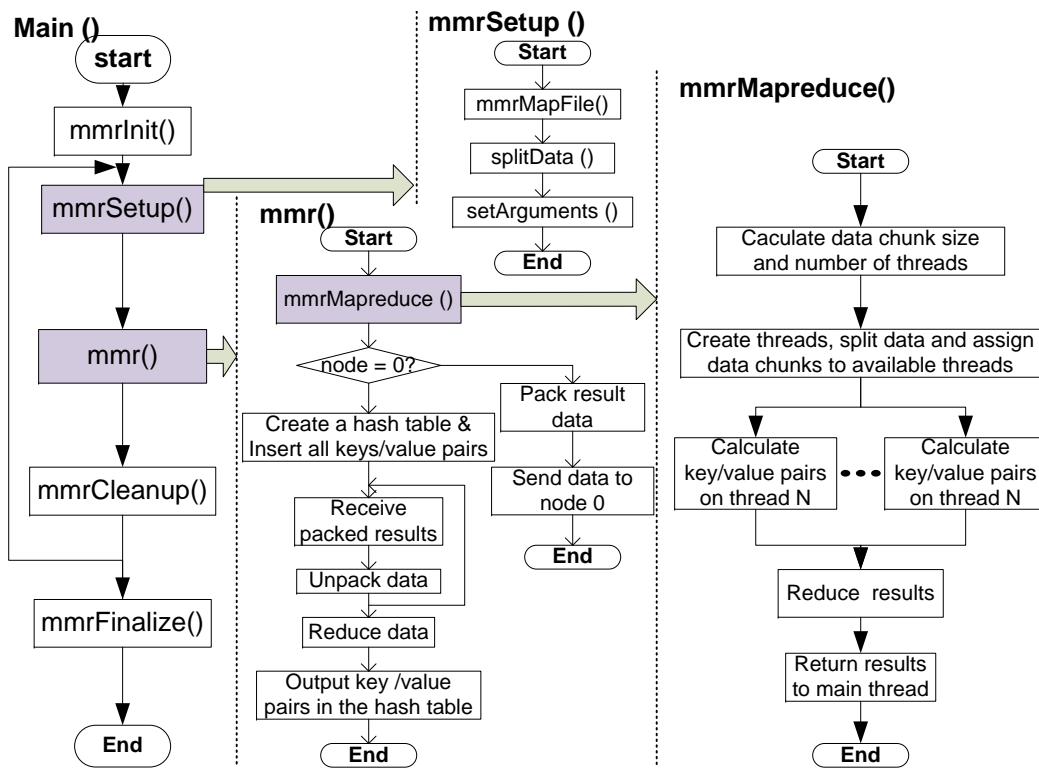 Main ()
start
mmrInit()
mmrSetup()
mmr()
mmrCleanup()
mmrFinalize()
End
mmrSetup ()
Start
mmrMapFile()
splitData ()
setArguments ()
End
mmr()
Start
mmrMapreduce ()
node = 0?
Create a hash table &
Insert all keys/value pairs
Receive
packed results
Unpack data
Reduce data
Output key /value
pairs in the hash table
End
Pack result
data
Send data to
node 0
End
mmrMapreduce()
Start
Caculate data chunk size
and number of threads
Create threads, split data and assign
data chunks to available threads
Calculate
key/value pairs
on thread N
Calculate
key/value pairs
on thread N
Reduce results
Return results
to main thread
End